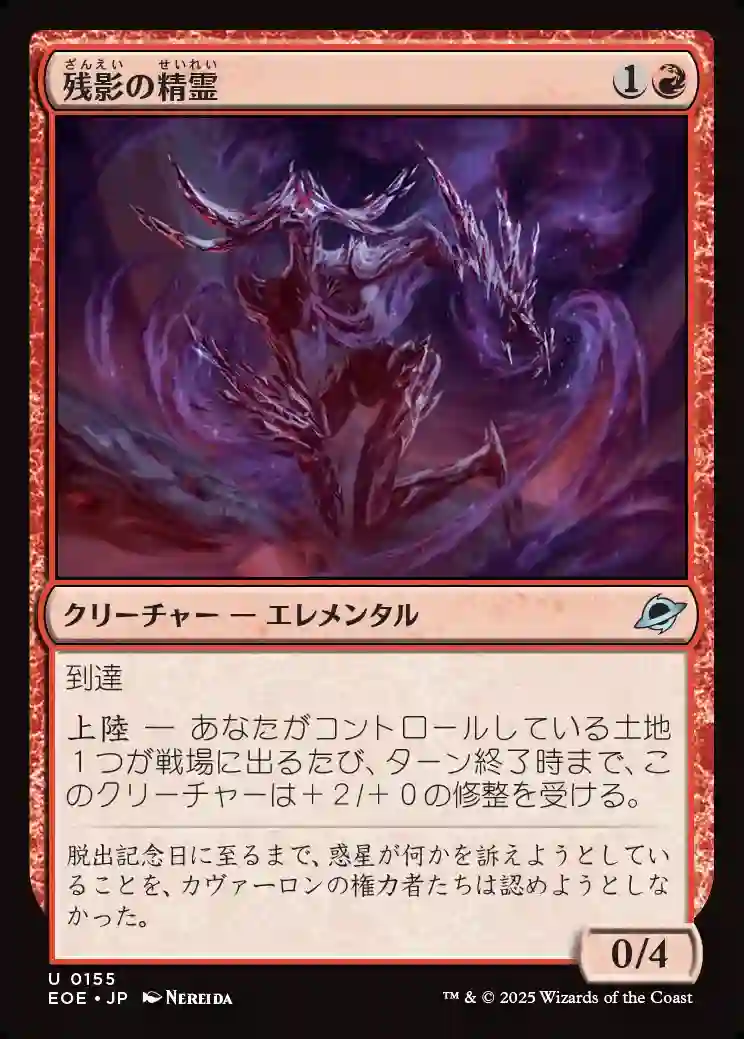 ざんえい せいれい
残影の精霊 1
クリーチャー — エレメンタル
到達
上陸 — あなたがコントロールしている土地
１つが戦場に出るたび、ターン終了時まで、こ
のクリーチャーは＋２/＋０の修整を受ける。
脱出記念日に至るまで、惑星が何かを訴えようとしてい
ることを、カヴァーロンの権力者たちは認めようとしな
かった。
0/4
U 0155
EOE • JP NEREIDA
™ & © 2025 Wizards of the Coast